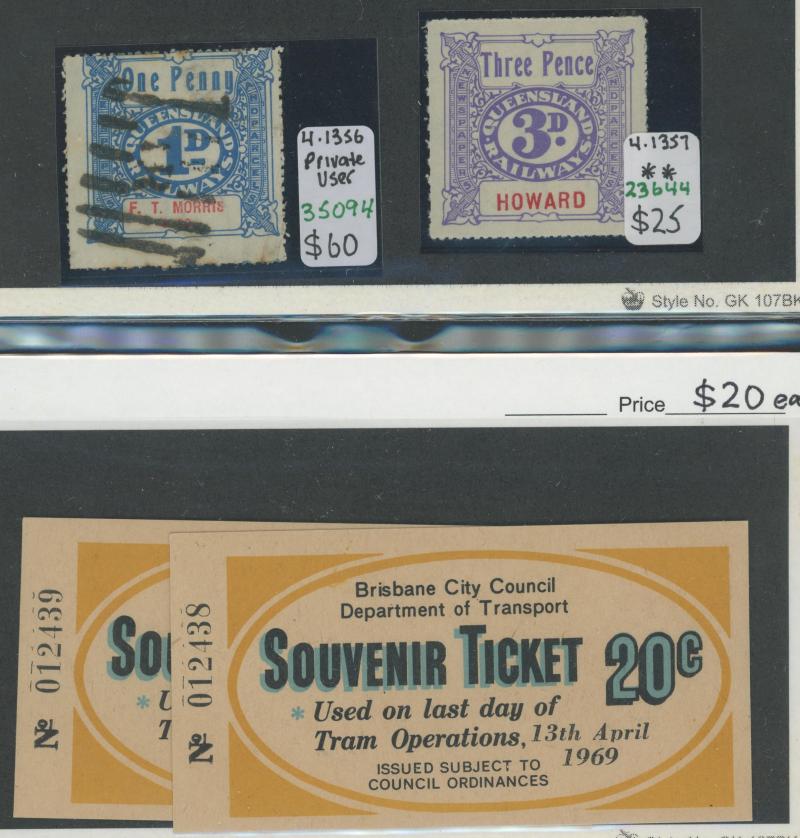 One Penny
QUEENSLAND
1D
RAILWAYS
F. T. MORRIS
4.1356
Private
User
35094
$60
Three Pence
AND PARCELS
QUEENSLAND
3D
RAILWAYS
HOWARD
4.1357
**
23644
$25
Style No. GK 107BK
Price $20 ea
No 012439
So
* U
T
No 012438
Brisbane City Council
Department of Transport
SOUVENIR TICKET 20c
* Used on last day of
Tram Operations, 13th April
1969
ISSUED SUBJECT TO
COUNCIL ORDINANCES